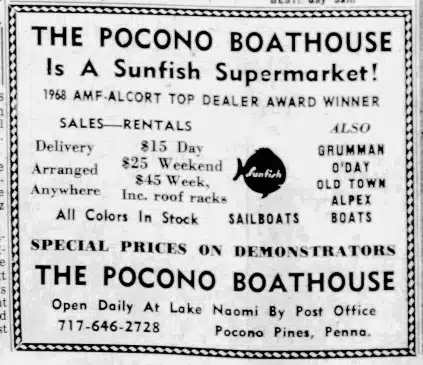 THE POCONO BOATHOUSE
Is A Sunfish Supermarket!
1968 AMF-ALCORT TOP DEALER AWARD WINNER
SALES—RENTALS
Delivery
Arranged
Anywhere
$15 Day
$25 Weekend
$45 Week,
Inc. roof racks
Sunfish
ALSO
GRUMMAN
O'DAY
OLD TOWN
ALPEX
BOATS
All Colors In Stock
SAILBOATS
SPECIAL PRICES ON DEMONSTRATORS
THE POCONO BOATHOUSE
Open Daily At Lake Naomi By Post Office
717-646-2728
Pocono Pines, Penna.